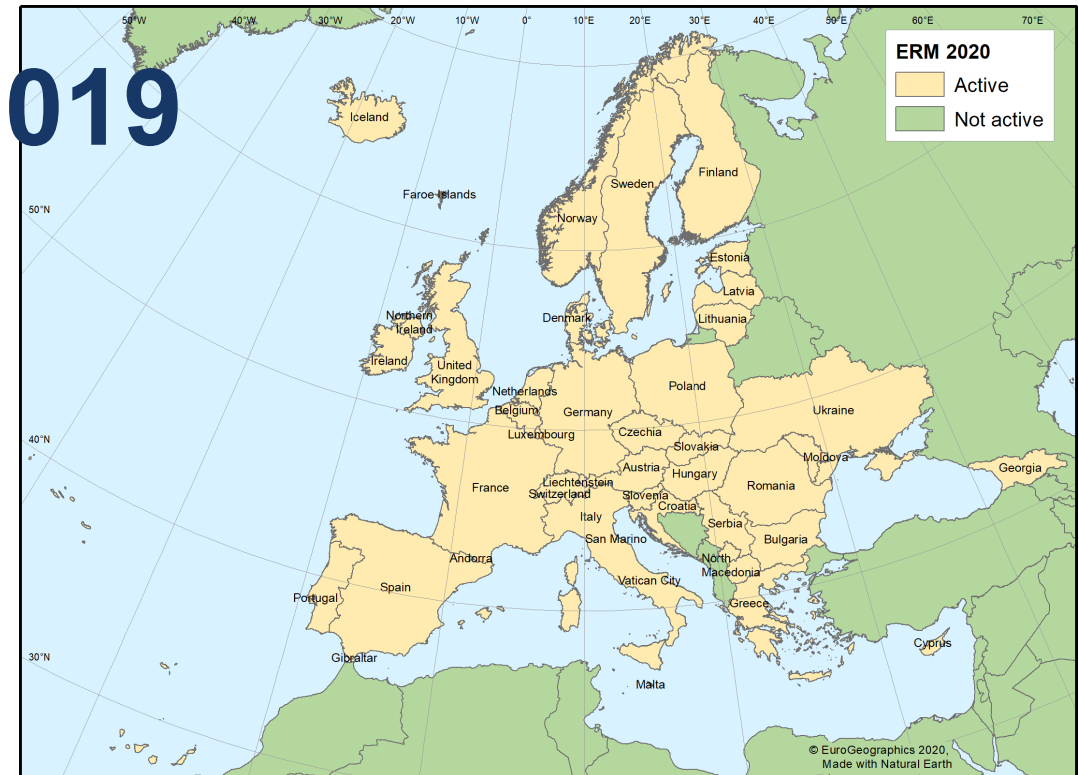 50°W 40°W 30°W 20°W 10°W 0° 10°E 20°E 30°E 40°E 50°E 60°E 70°E
ERM 2020
Active
Not active
019
Iceland
Finland
Sweden
Faroe Islands
50°N
Norway
Estonia
Latvia
Northern
Ireland
Denmark
Lithuania
Ireland
United
Kingdom
Netherlands
Poland
Belgium
Germany
Ukraine
Luxembourg
Czechia
40°N
Slovakia
Moldova
Austria
Hungary
Georgia
France
Liechtenstein
Switzerland
Romania
Slovenia
Croatia
Italy
Serbia
San Marino
Bulgaria
Andorra
North
Macedonia
Vatican City
Spain
Portugal
Greece
Cyprus
30°N
Gibraltar
Malta
© EuroGeographics 2020,
Made with Natural Earth